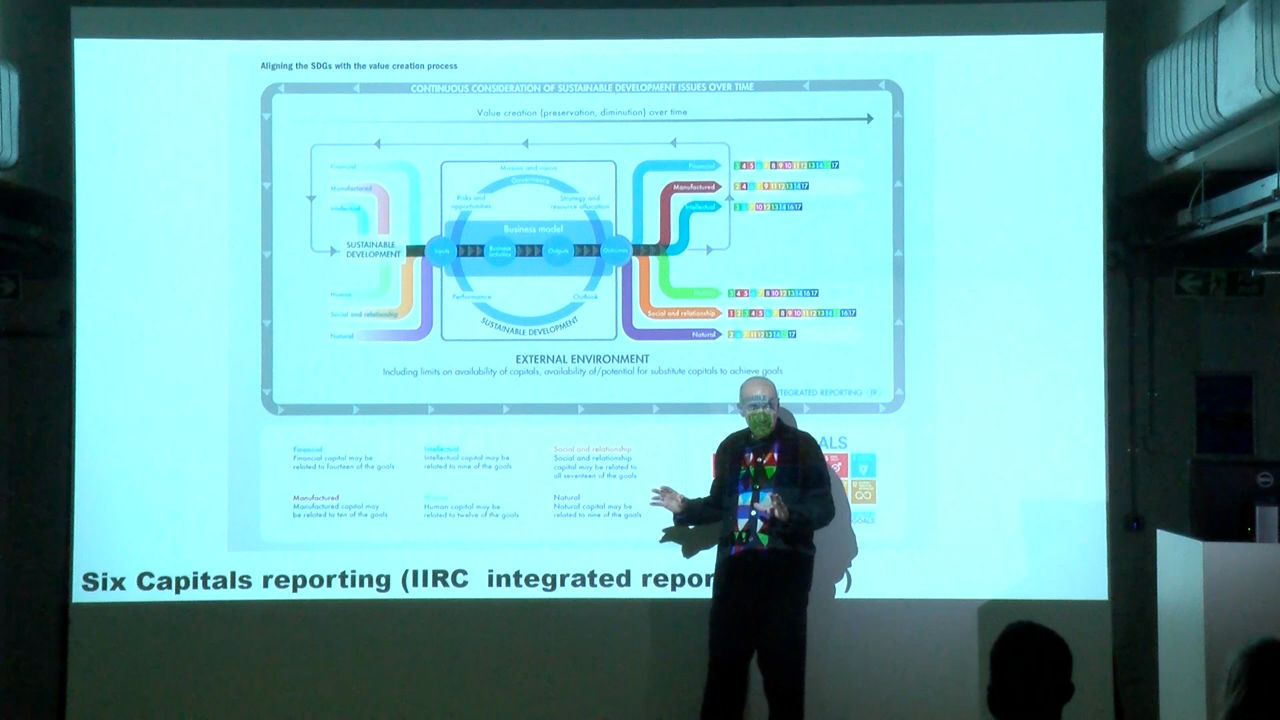 Aligning the SDGs with the value creation process
CONTINUOUS CONSIDERATION OF SUSTAINABLE DEVELOPMENT ISSUES OVER TIME
Value creation (preservation, diminution) over time
Financial
Manufactured
Intellectual
SUSTAINABLE
DEVELOPMENT
Human
Social and relationship
Natural
Mission and vision
Governance
Risks and
opportunities
Strategy and
resource allocation
Business model
Inputs
Business
activities
Outputs
Outcomes
Performance
Outlook
SUSTAINABLE DEVELOPMENT
Financial
Manufactured
Intellectual
Social and relationship
Natural
EXTERNAL ENVIRONMENT
Including limits on availability of capitals, availability of/potential for substitute capitals to achieve goals
INTEGRATED REPORTING
Financial
Financial capital may be
related to fourteen of the goals
Intellectual
Intellectual capital may be
related to nine of the goals
Social and relationship
Social and relationship
capital may be related to
all seventeen of the goals
Manufactured
Manufactured capital may
be related to ten of the goals
Human
Human capital may be
related to twelve of the goals
Natural
Natural capital may be
related to nine of the goals
ALS
GOALS
Six Capitals reporting (IIRC integrated repor